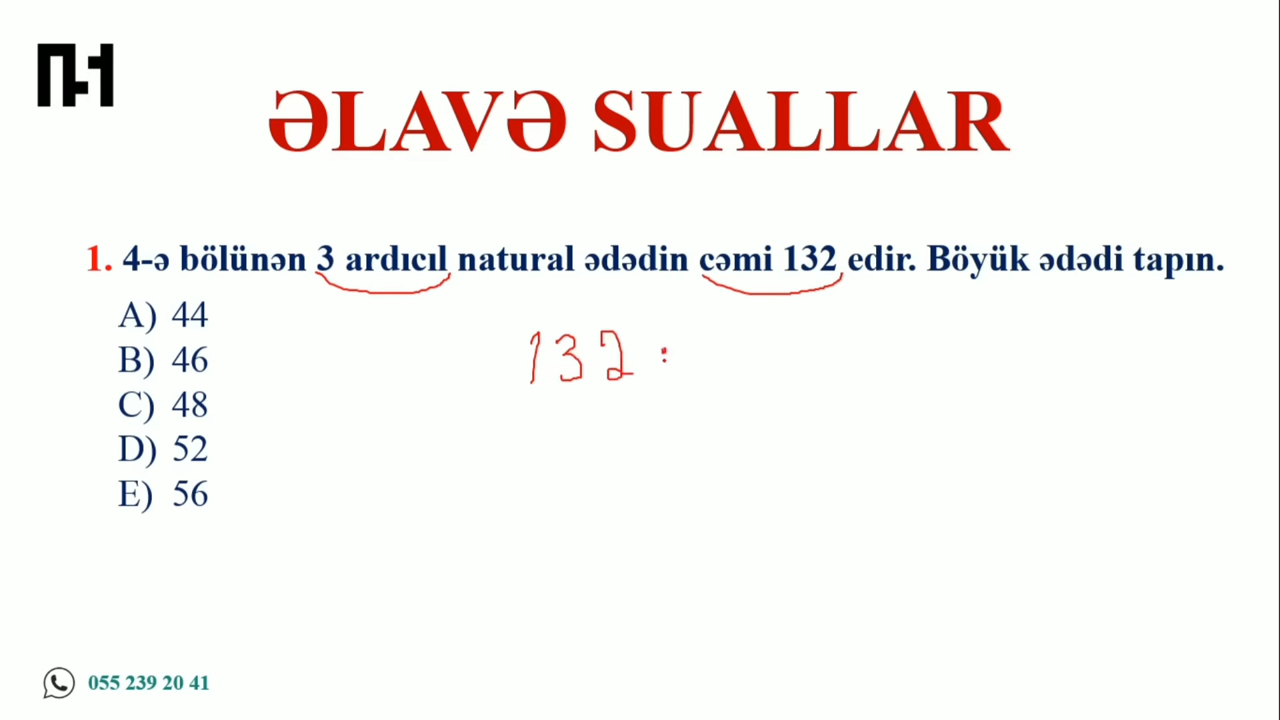 ƏLAVƏ SUALLAR
1. 4-ə bölünən 3 ardıcıl natural ədədin cəmi 132 edir. Böyük ədədi tapın.
A) 44
B) 46
C) 48
D) 52
E) 56
132 :
055 239 20 41